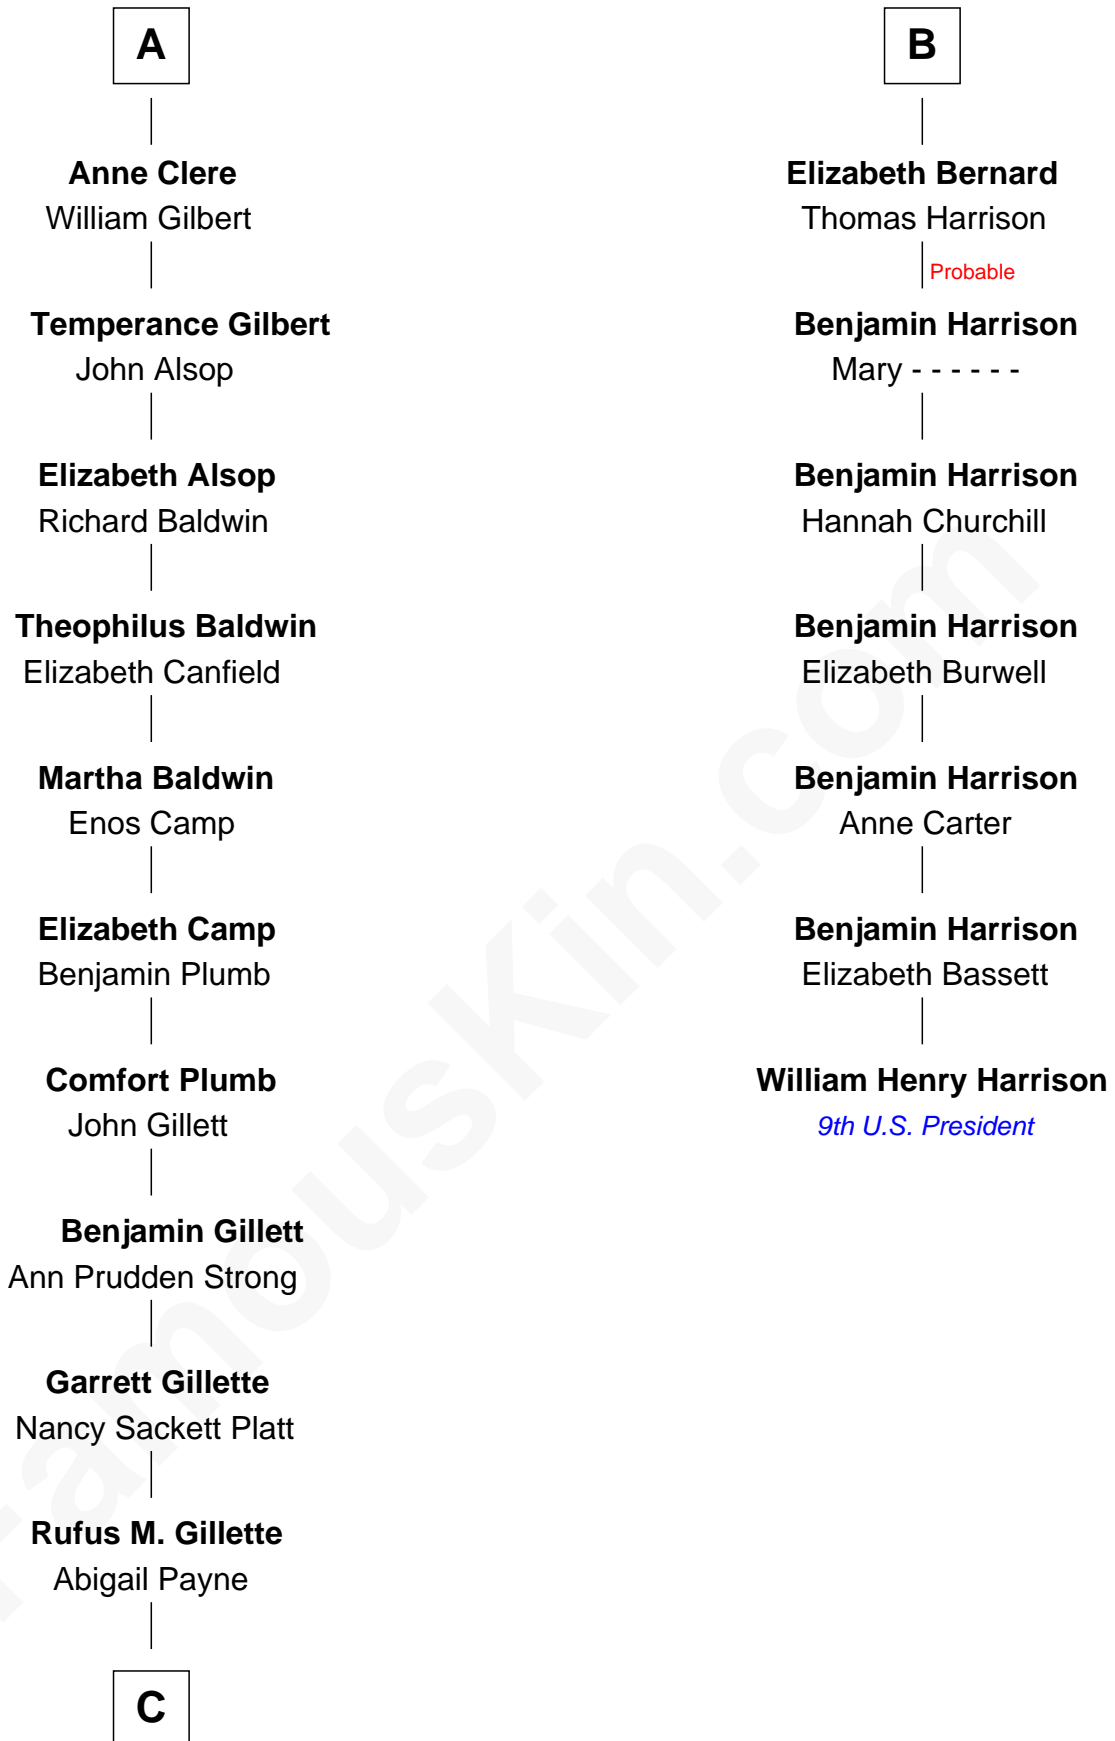 A
Anne Clere
William Gilbert
Temperance Gilbert
John Alsop
Elizabeth Alsop
Richard Baldwin
Theophilus Baldwin
Elizabeth Canfield
Martha Baldwin
Enos Camp
Elizabeth Camp
Benjamin Plumb
Comfort Plumb
John Gillett
Benjamin Gillett
Ann Prudden Strong
Garrett Gillette
Nancy Sackett Platt
Rufus M. Gillette
Abigail Payne
C
B
Elizabeth Bernard
Thomas Harrison
Probable
Benjamin Harrison
Mary - - - - - -
Benjamin Harrison
Hannah Churchill
Benjamin Harrison
Elizabeth Burwell
Benjamin Harrison
Anne Carter
Benjamin Harrison
Elizabeth Bassett
William Henry Harrison
9th U.S. President
FamousKin.com